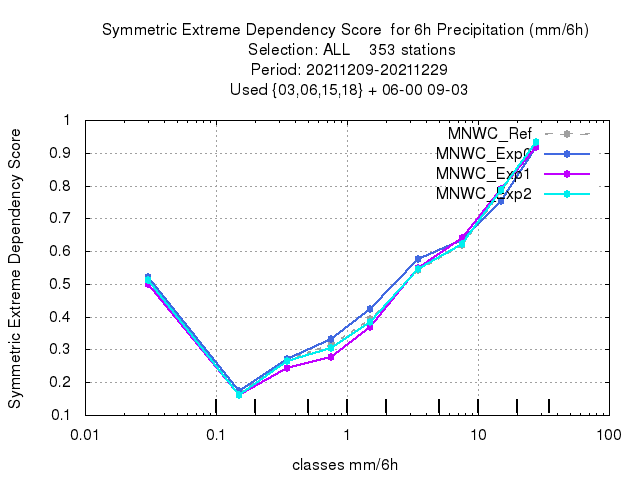 Symmetric Extreme Dependency Score  for 6h Precipitation (mm/6h)
Selection: ALL    353 stations
Period: 20211209-20211229
Used {03,06,15,18} + 06-00 09-03
Symmetric Extreme Dependency Score
1
0.9
0.8
0.7
0.6
0.5
0.4
0.3
0.2
0.1
MNWC_Ref
MNWC_Exp0
MNWC_Exp1
MNWC_Exp2
0.01 0.1 1 10 100
classes mm/6h